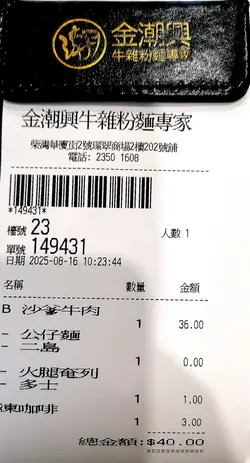 金潮興
牛雜粉麵專家
金潮興牛雜粉麵專家
柴灣華廈街2號環翠商場2樓202號舖
電話: 2350 1608
*149431*
檯號 23 人數 1
單號 149431
日期 2025-08-16 10:23:44
名稱 數量 金額
B 沙爹牛肉 1 36.00
- 公仔麵
- 二島 1 0.00
- 火腿奄列
- 多士 1 1.00
凍咖啡 1 3.00
總金額:$40.00